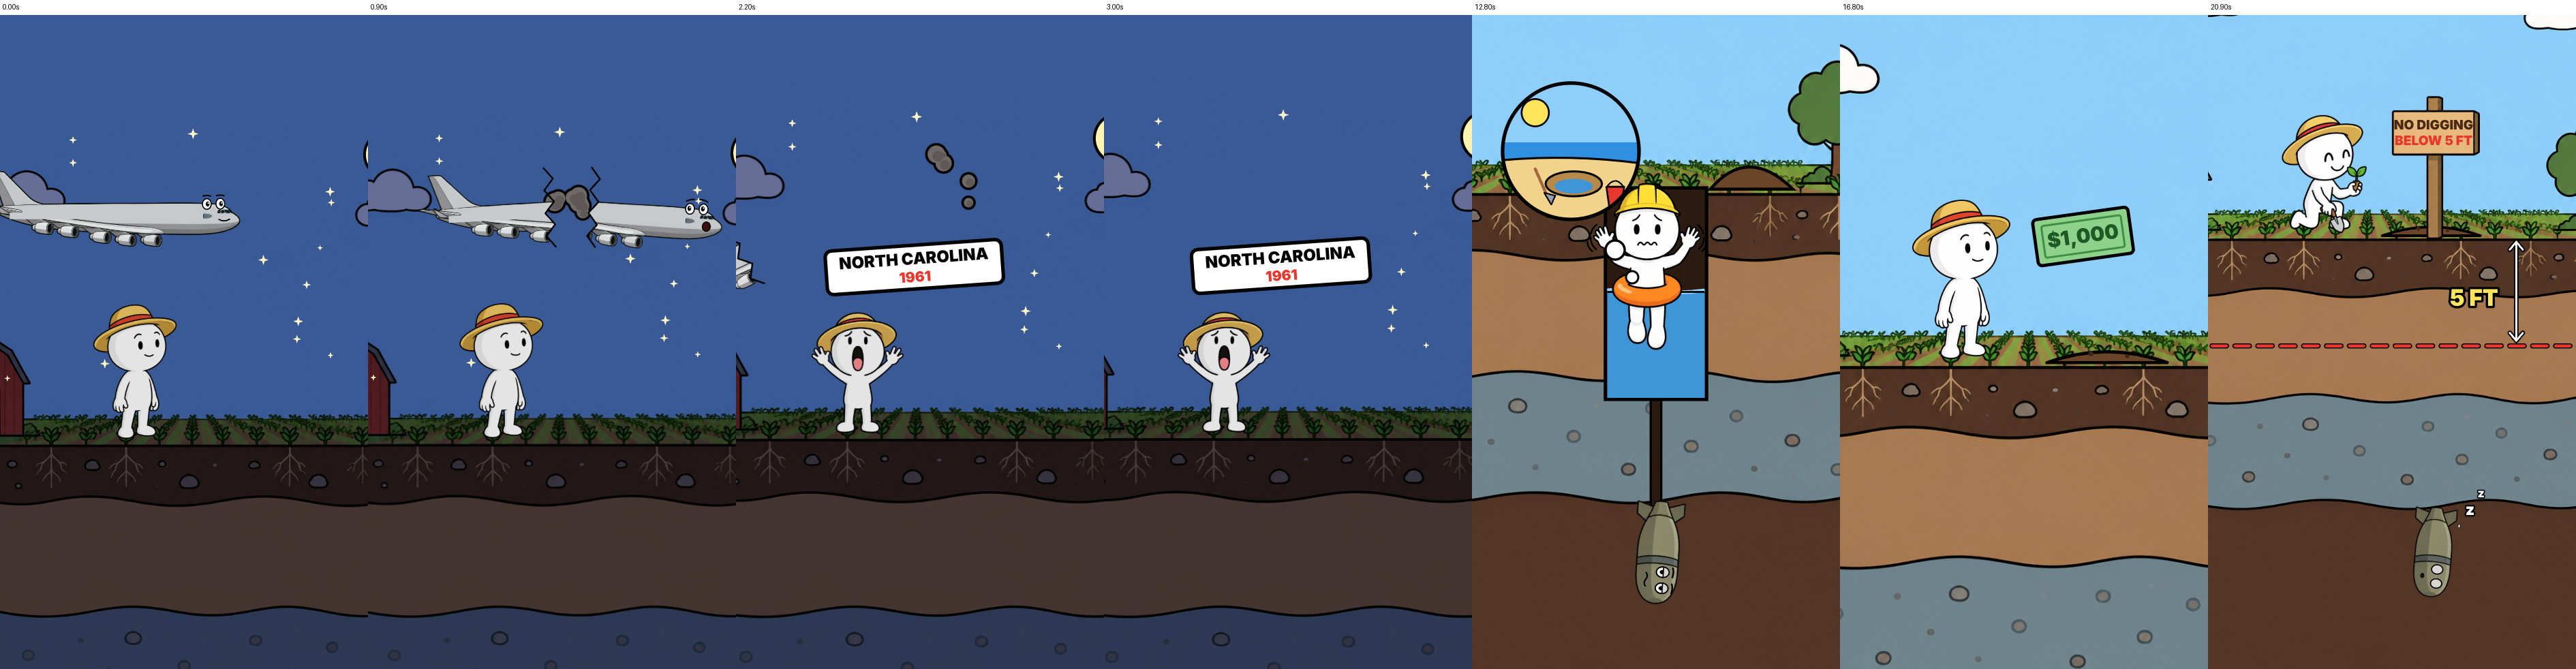 0.00s
0.90s
2.20s
3.00s
12.80s
16.80s
20.90s
NORTH CAROLINA
1961
NORTH CAROLINA
1961
$1,000
NO DIGGING
BELOW 5 FT
5 FT
z
z